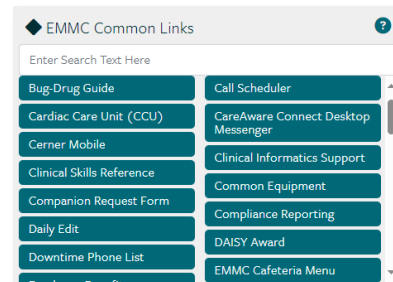 EMMC Common Links
?
Enter Search Text Here
Bug-Drug Guide
Cardiac Care Unit (CCU)
Cerner Mobile
Clinical Skills Reference
Companion Request Form
Daily Edit
Downtime Phone List
Call Scheduler
CareAware Connect Desktop
Messenger
Clinical Informatics Support
Common Equipment
Compliance Reporting
DAISY Award
EMMC Cafeteria Menu